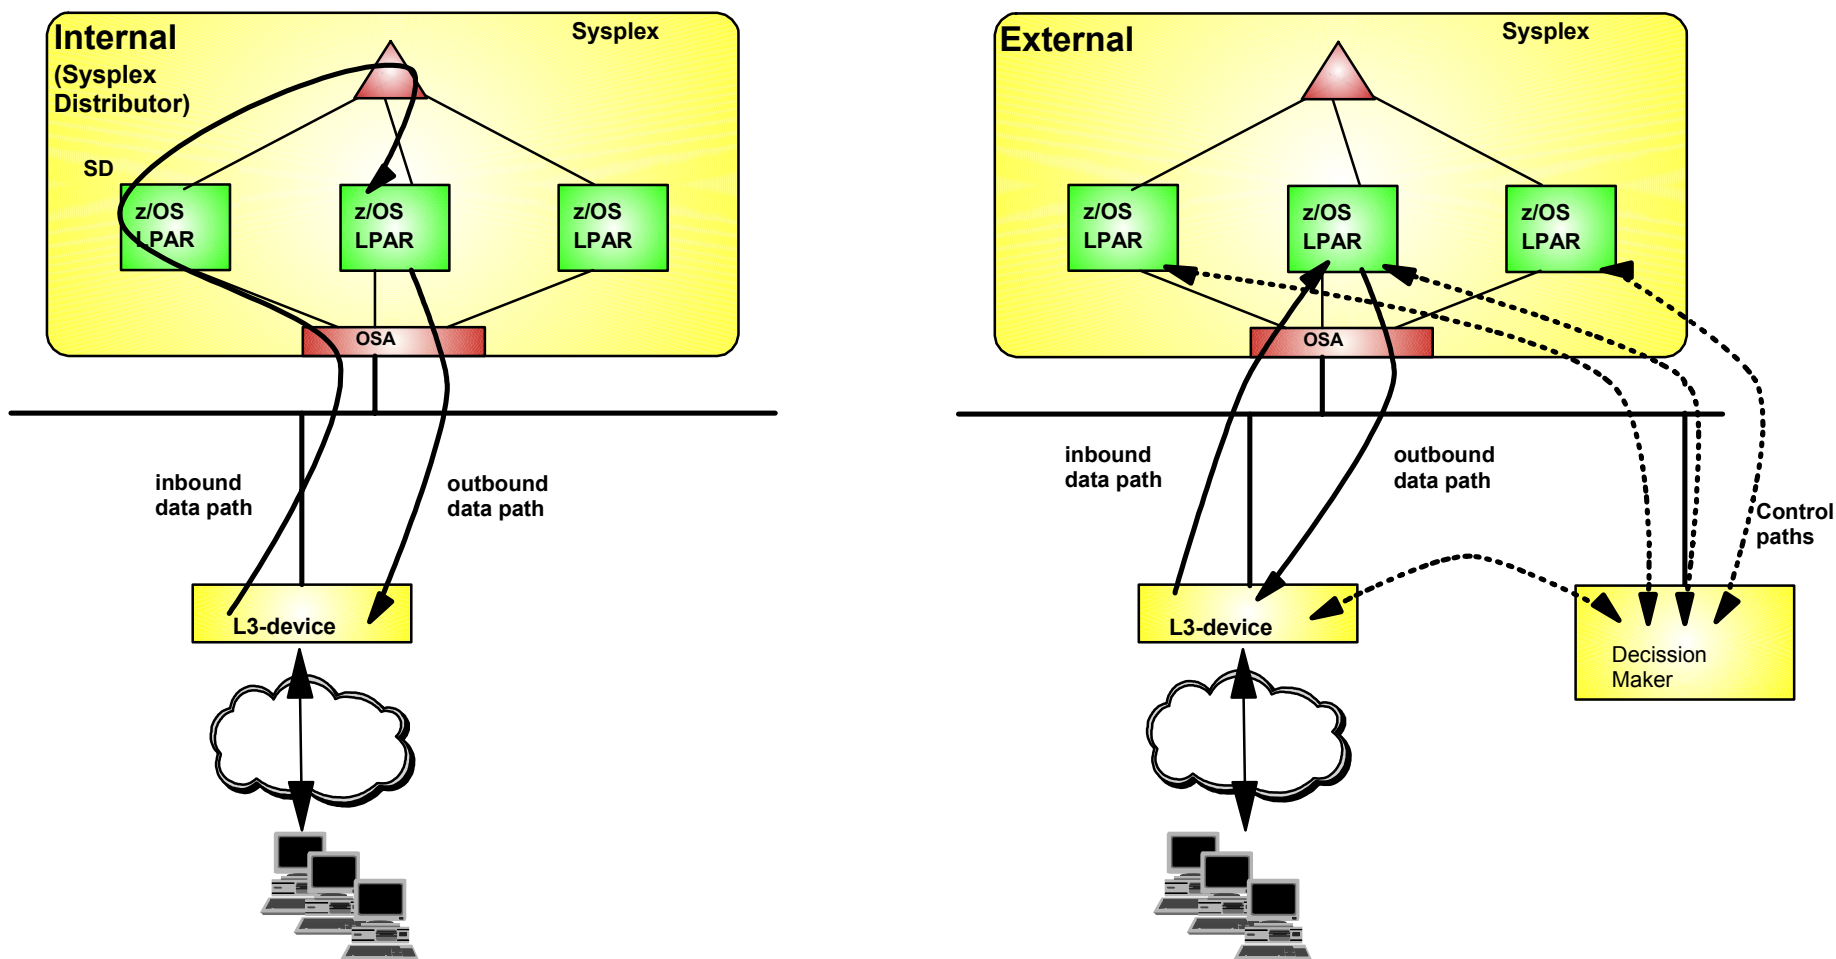 Internal
(Sysplex
Distributor)
Sysplex
SD
z/OS
LPAR
z/OS
LPAR
z/OS
LPAR
OSA
inbound
data path
outbound
data path
L3-device
External
Sysplex
z/OS
LPAR
z/OS
LPAR
z/OS
LPAR
OSA
inbound
data path
outbound
data path
Control
paths
L3-device
Decission
Maker